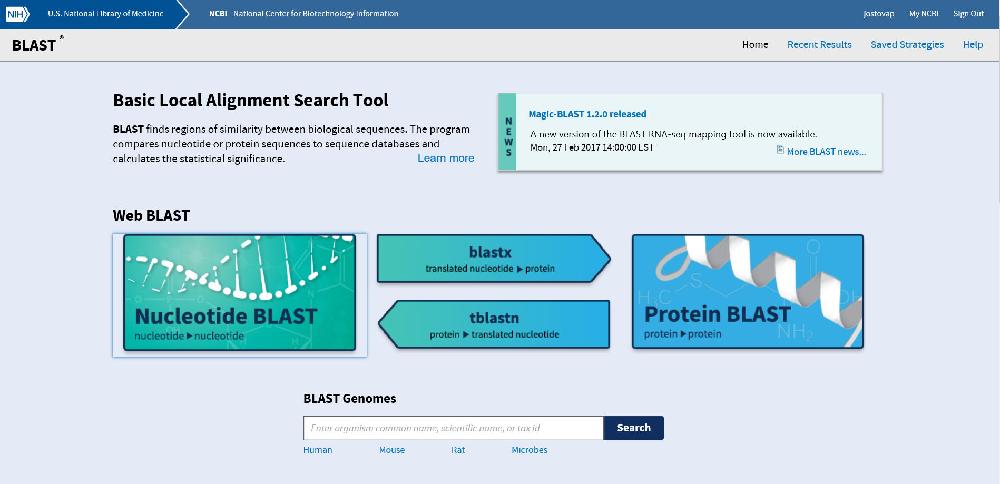 NIH U.S. National Library of Medicine NCBI National Center for Biotechnology Information jostovap My NCBI Sign Out
BLAST ® Home Recent Results Saved Strategies Help
Basic Local Alignment Search Tool
BLAST finds regions of similarity between biological sequences. The program
compares nucleotide or protein sequences to sequence databases and
calculates the statistical significance. Learn more
NEWS
Magic-BLAST 1.2.0 released
A new version of the BLAST RNA-seq mapping tool is now available.
Mon, 27 Feb 2017 14:00:00 EST
More BLAST news...
Web BLAST
O P O N OH N H H
Nucleotide BLAST
nucleotide ▶ nucleotide
blastx
translated nucleotide ▶ protein
tblastn
protein ▶ translated nucleotide
O S H₃C OH NH₂
Protein BLAST
protein ▶ protein
BLAST Genomes
Enter organism common name, scientific name, or tax id Search
Human Mouse Rat Microbes